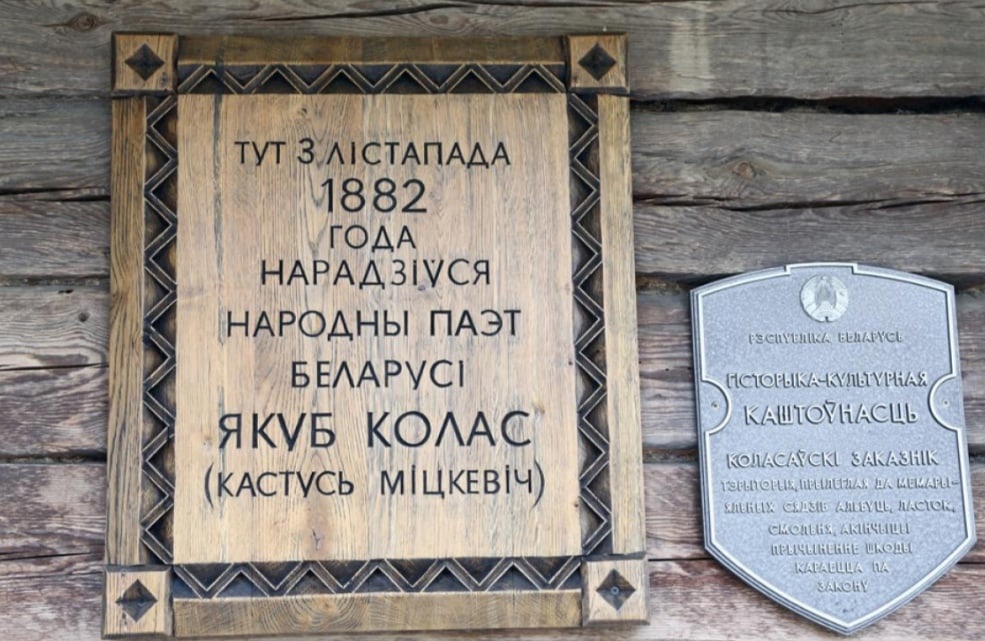 ТУТ 3 ЛІСТАПАДА
1882
ГОДА
НАРАДЗІЎСЯ
НАРОДНЫ ПАЭТ
БЕЛАРУСІ
ЯКУБ КОЛАС
(КАСТУСЬ МІЦКЕВІЧ)
РЭСПУБЛІКА БЕЛАРУСЬ
ГІСТОРЫКА-КУЛЬТУРНАЯ
КАШТОЎНАСЦЬ
КОЛАСАЎСКІ ЗАКАЗНІК
ТЭРЫТОРЫЯ, ПРЫЛЕГЛАЯ ДА МЕМАРЫ-
ЯЛЬНЫХ СЯДЗІБ АЛЬБУЦЬ, ЛАСТОК,
СМОЛЬНЯ, АКІНЧЫЦЫ
ПРЫЧЫНЕННЕ ШКОДЫ
КАРАЕЦЦА ПА
ЗАКОНУ